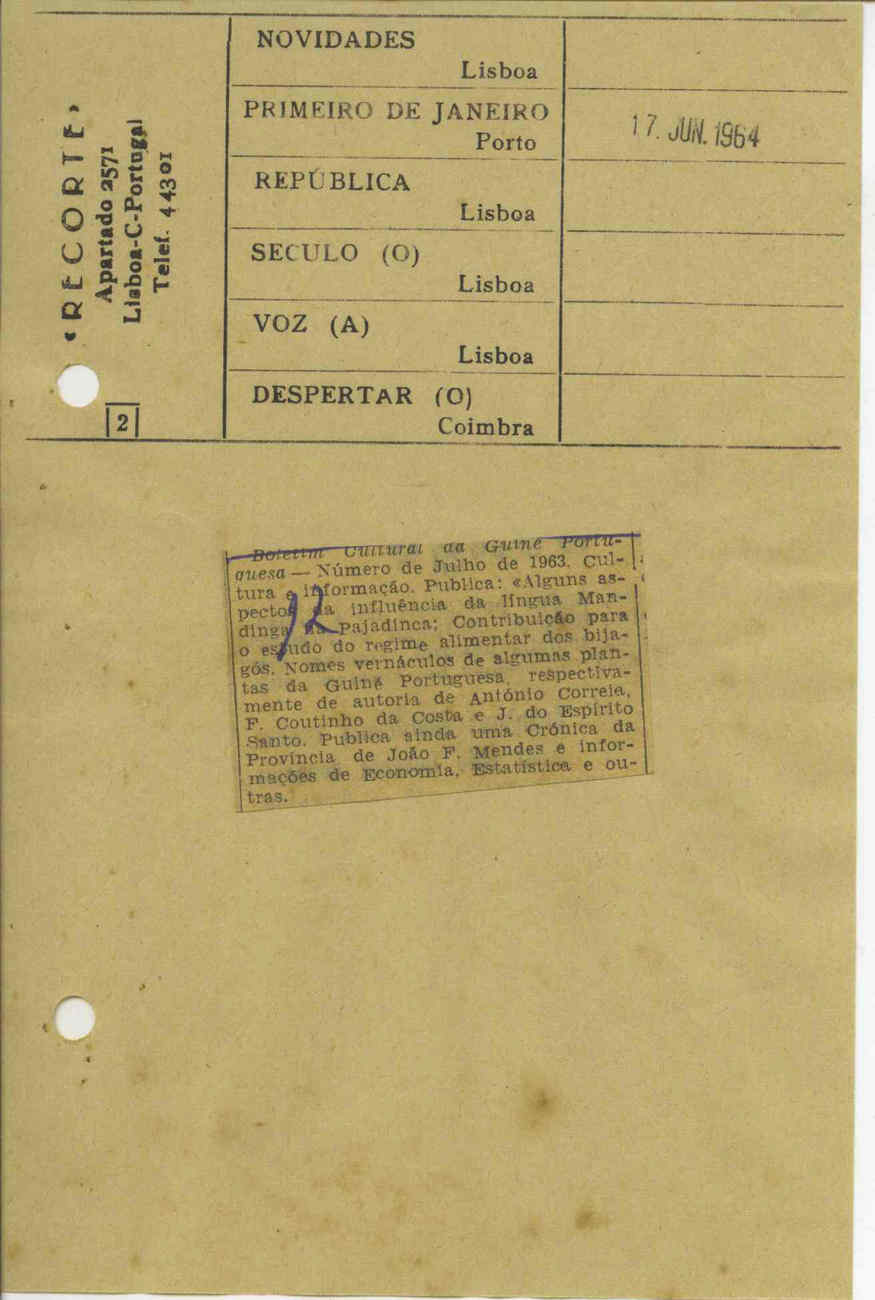 «RECORTE»
Apartado 2571
Lisboa-C-Portugal
Telef. 44301
|2|
NOVIDADES
Lisboa
PRIMEIRO DE JANEIRO
Porto
17. JUN. 1964
REPÚBLICA
Lisboa
SECULO (O)
Lisboa
VOZ (A)
Lisboa
DESPERTAR (O)
Coimbra
Boletim Cultural da Guiné Portu-
guesa — Número de Julho de 1963. Cul-
tura e informação. Publica: «Alguns as-
pectos da influência da língua Man-
dinga na Pajadinca; Contribuição para
o estudo do regime alimentar dos bija-
gós. Nomes vernáculos de algumas plan-
tas da Guiné Portuguesa, respectiva-
mente de autoria de António Correia,
F. Coutinho da Costa e J. do Espírito
Santo. Publica ainda uma Crónica da
Província de João F. Mendes e infor-
mações de Economia, Estatística e ou-
tras.